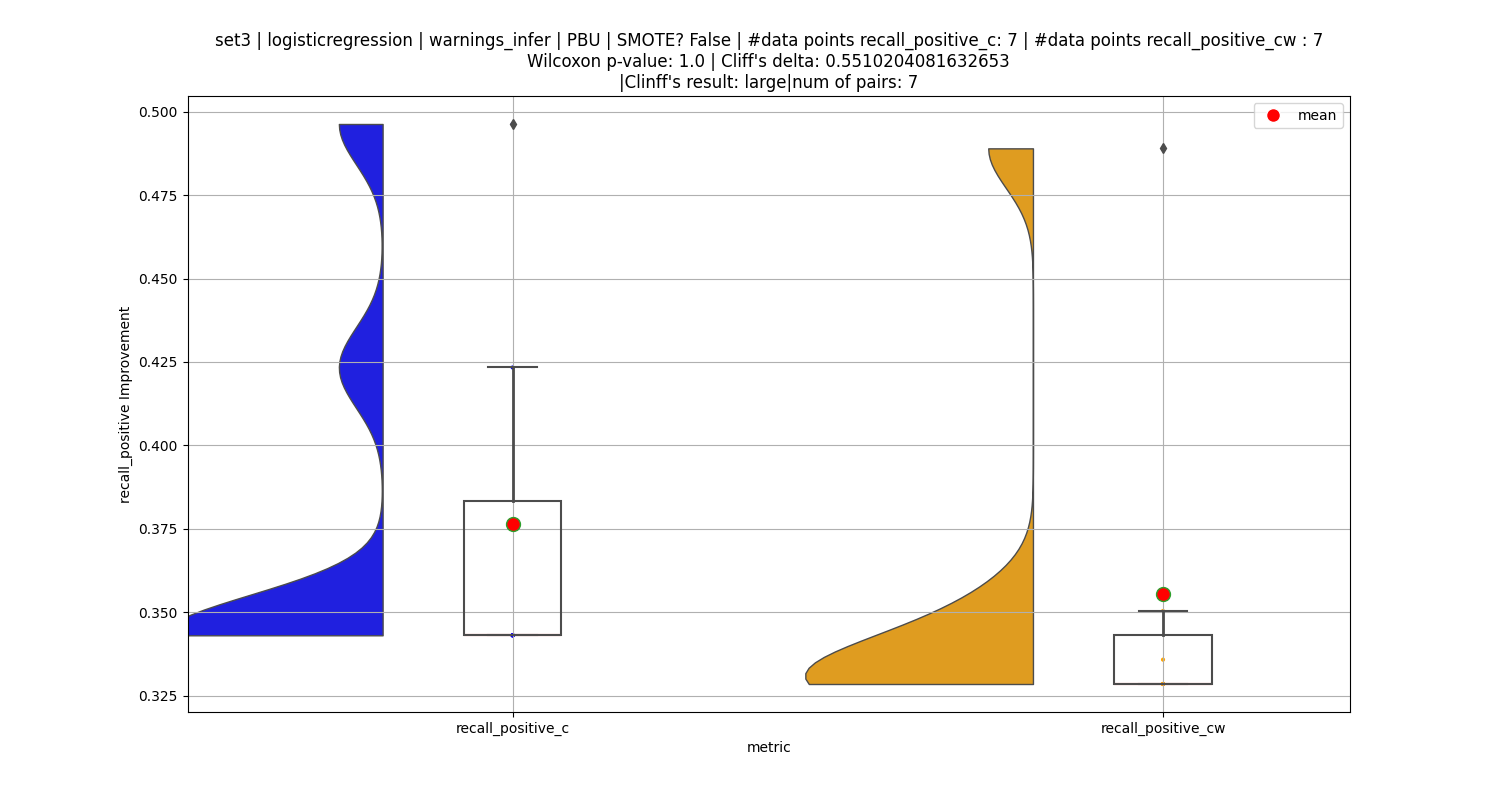 set3 | logisticregression | warnings_infer | PBU | SMOTE? False | #data points recall_positive_c: 7 | #data points recall_positive_cw : 7
Wilcoxon p-value: 1.0 | Cliff's delta: 0.5510204081632653
|Clinff's result: large|num of pairs: 7
mean
0.500
0.475
0.450
0.425
0.400
0.375
0.350
0.325
recall_positive Improvement
recall_positive_c
recall_positive_cw
metric